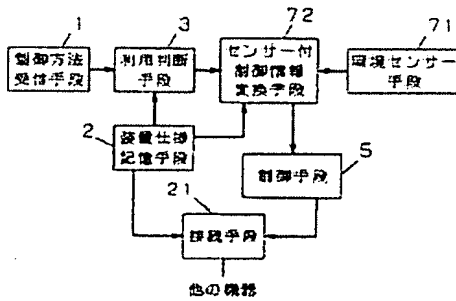 1
制御方法
受信手段
3
利用判断
手段
72
センサー付
制御情報
変換手段
71
環境センサー
手段
2
装置仕様
記憶手段
5
制御手段
21
接続手段
他の機器